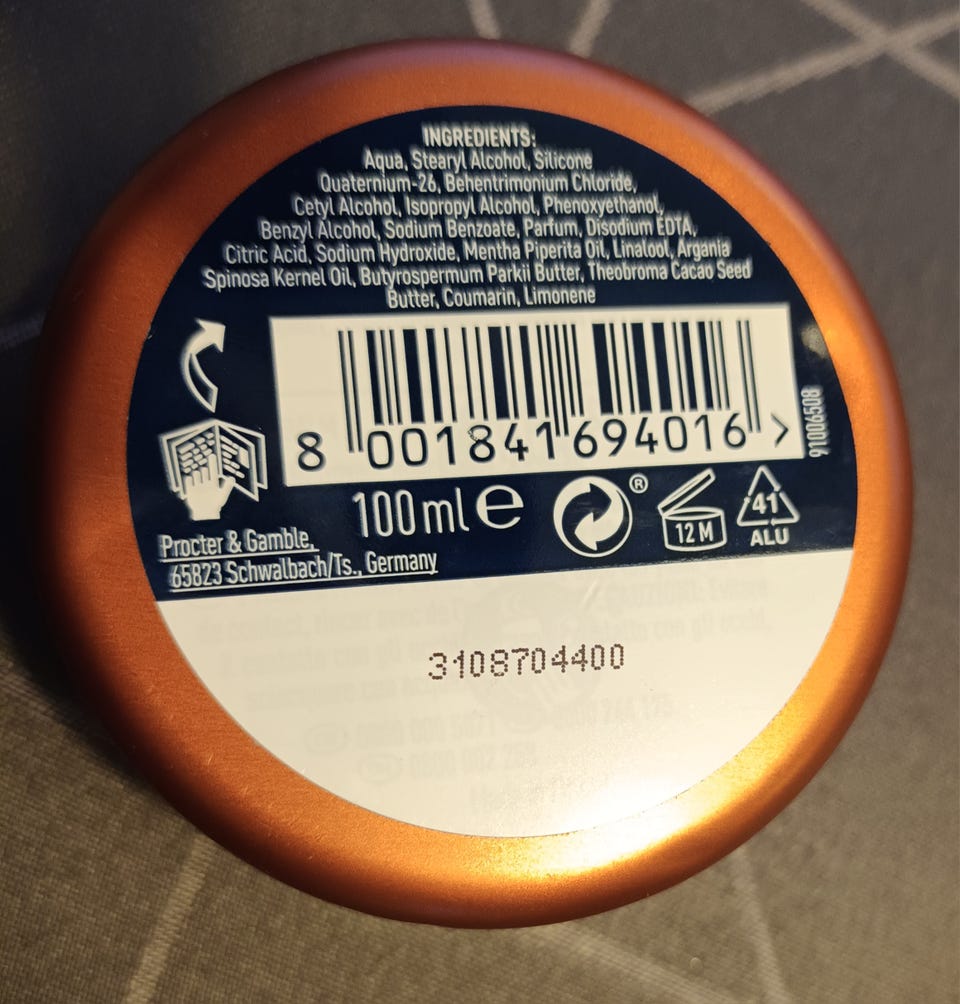 INGREDIENTS:
Aqua, Stearyl Alcohol, Silicone
Quaternium-26, Behentrimonium Chloride,
Cetyl Alcohol, Isopropyl Alcohol, Phenoxyethanol,
Benzyl Alcohol, Sodium Benzoate, Parfum, Disodium EDTA,
Citric Acid, Sodium Hydroxide, Mentha Piperita Oil, Linalool, Argania
Spinosa Kernel Oil, Butyrospermum Parkii Butter, Theobroma Cacao Seed
Butter, Coumarin, Limonene
8 001841 694016 >
91006508
100 ml e
®
12 M
41
ALU
Procter & Gamble,
65823 Schwalbach/Ts., Germany
3108704400